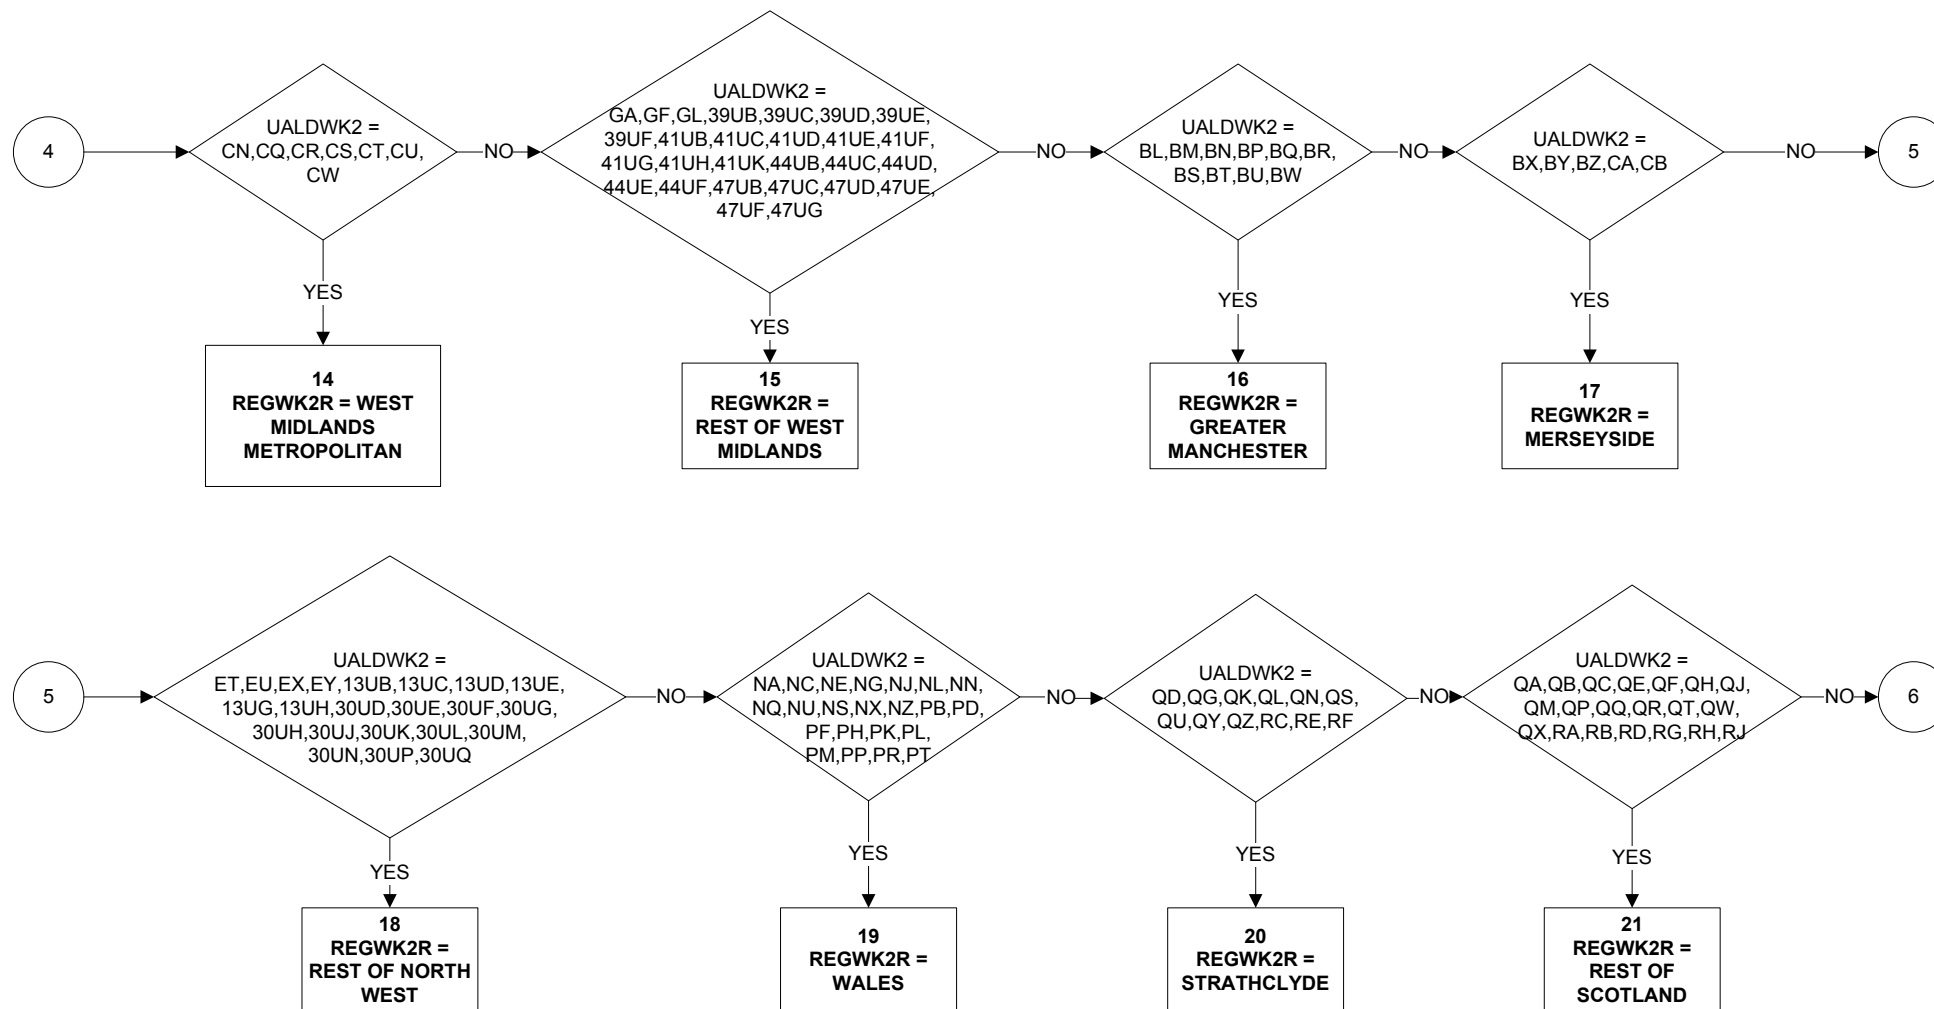 4
UALDWK2 =
CN,CQ,CR,CS,CT,CU,
CW
NO
UALDWK2 =
GA,GF,GL,39UB,39UC,39UD,39UE,
39UF,41UB,41UC,41UD,41UE,41UF,
41UG,41UH,41UK,44UB,44UC,44UD,
44UE,44UF,47UB,47UC,47UD,47UE,
47UF,47UG
NO
UALDWK2 =
BL,BM,BN,BP,BQ,BR,
BS,BT,BU,BW
NO
UALDWK2 =
BX,BY,BZ,CA,CB
NO
5
YES
YES
YES
YES
14
REGWK2R = WEST
MIDLANDS
METROPOLITAN
15
REGWK2R =
REST OF WEST
MIDLANDS
16
REGWK2R =
GREATER
MANCHESTER
17
REGWK2R =
MERSEYSIDE
5
UALDWK2 =
ET,EU,EX,EY,13UB,13UC,13UD,13UE,
13UG,13UH,30UD,30UE,30UF,30UG,
30UH,30UJ,30UK,30UL,30UM,
30UN,30UP,30UQ
NO
UALDWK2 =
NA,NC,NE,NG,NJ,NL,NN,
NQ,NU,NS,NX,NZ,PB,PD,
PF,PH,PK,PL,
PM,PP,PR,PT
NO
UALDWK2 =
QD,QG,QK,QL,QN,QS,
QU,QY,QZ,RC,RE,RF
NO
UALDWK2 =
QA,QB,QC,QE,QF,QH,QJ,
QM,QP,QQ,QR,QT,QW,
QX,RA,RB,RD,RG,RH,RJ
NO
6
YES
YES
YES
YES
18
REGWK2R =
REST OF NORTH
WEST
19
REGWK2R =
WALES
20
REGWK2R =
STRATHCLYDE
21
REGWK2R =
REST OF
SCOTLAND